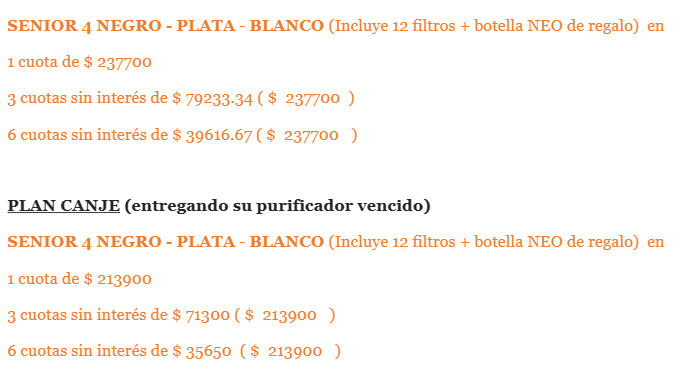 SENIOR 4 NEGRO - PLATA - BLANCO (Incluye 12 filtros + botella NEO de regalo) en
1 cuota de $ 237700
3 cuotas sin interés de $ 79233.34 ( $ 237700 )
6 cuotas sin interés de $ 39616.67 ( $ 237700 )
PLAN CANJE (entregando su purificador vencido)
SENIOR 4 NEGRO - PLATA - BLANCO (Incluye 12 filtros + botella NEO de regalo) en
1 cuota de $ 213900
3 cuotas sin interés de $ 71300 ( $ 213900 )
6 cuotas sin interés de $ 35650 ( $ 213900 )